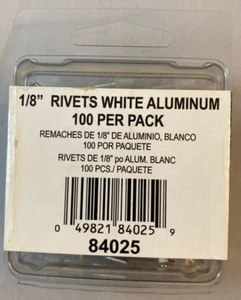 1/8” RIVETS WHITE ALUMINUM
100 PER PACK
REMACHES DE 1/8" DE ALUMINIO, BLANCO
100 POR PAQUETE
RIVETS DE 1/8" po ALUM. BLANC
100 PCS./ PAQUETE
0 49821 84025 9
84025